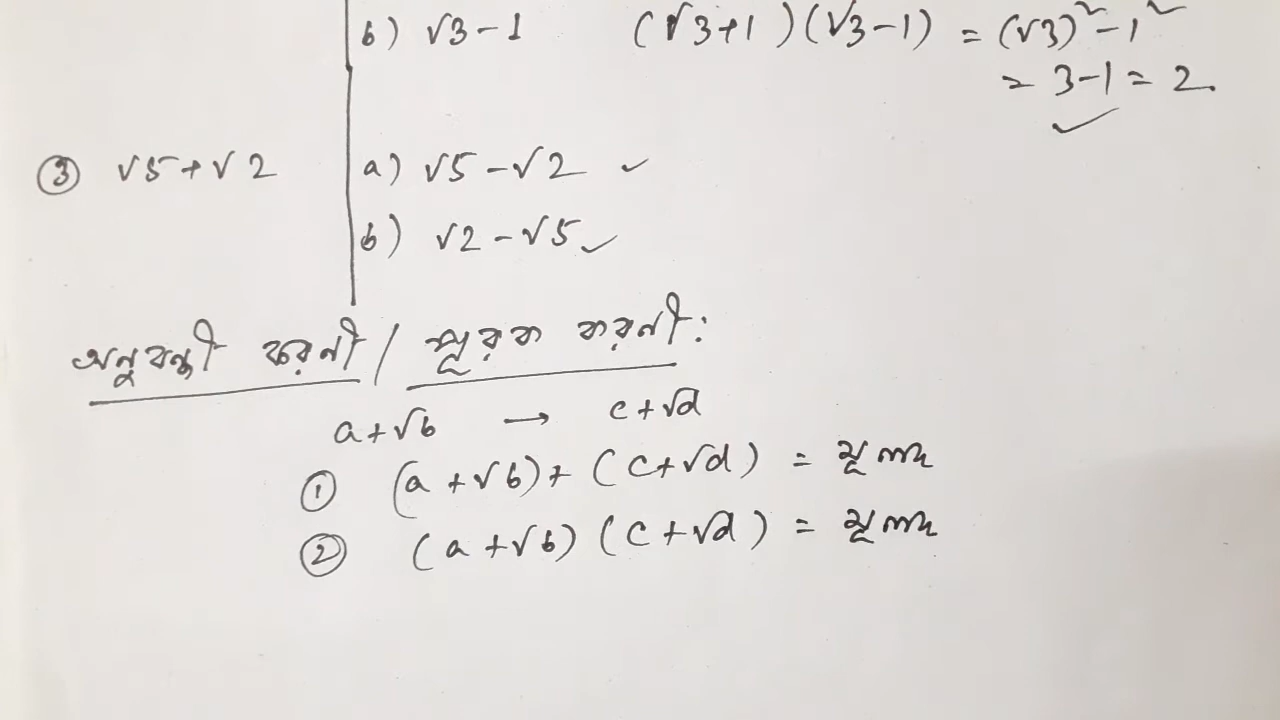 b) √3-1 (√3+1)(√3-1) = (√3)²-1²
= 3-1 = 2.
③ √5+√2 a) √5-√2 ✓
b) √2-√5 ✓
অনুবন্ধী করণী / পূরক করণী:
a+√b → c+√d
① (a+√b)+(c+√d) = মূলদ
② (a+√b)(c+√d) = মূলদ